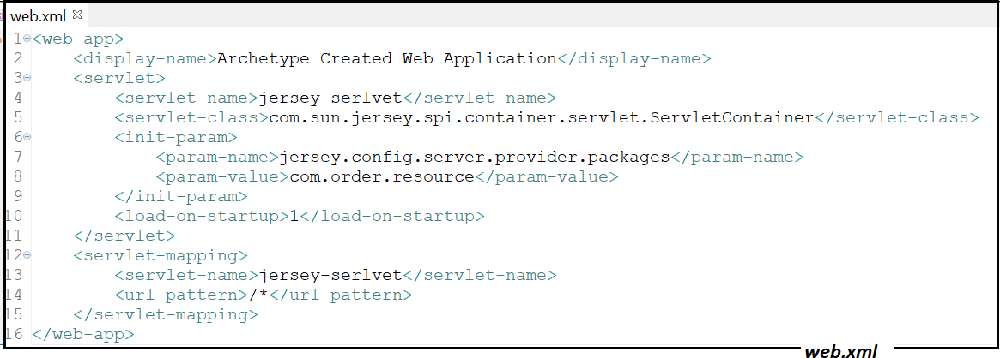 web.xml
1 <web-app>
2     <display-name>Archetype Created Web Application</display-name>
3     <servlet>
4         <servlet-name>jersey-serlvet</servlet-name>
5         <servlet-class>com.sun.jersey.spi.container.servlet.ServletContainer</servlet-class>
6         <init-param>
7             <param-name>jersey.config.server.provider.packages</param-name>
8             <param-value>com.order.resource</param-value>
9         </init-param>
10         <load-on-startup>1</load-on-startup>
11     </servlet>
12     <servlet-mapping>
13         <servlet-name>jersey-serlvet</servlet-name>
14         <url-pattern>/*</url-pattern>
15     </servlet-mapping>
16 </web-app>
web.xml